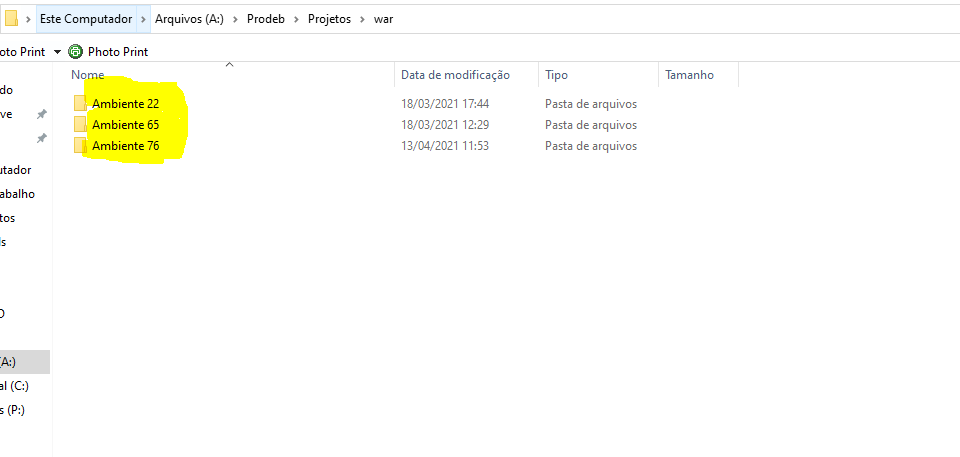 Este Computador Arquivos (A:) Prodeb Projetos war
oto Print Photo Print
Nome Data de modificação Tipo Tamanho
Ambiente 22 18/03/2021 17:44 Pasta de arquivos
Ambiente 65 18/03/2021 12:29 Pasta de arquivos
Ambiente 76 13/04/2021 11:53 Pasta de arquivos
do
ve
utador
abalho
tos
ls
O
(A:)
al (C:)
s (P:)